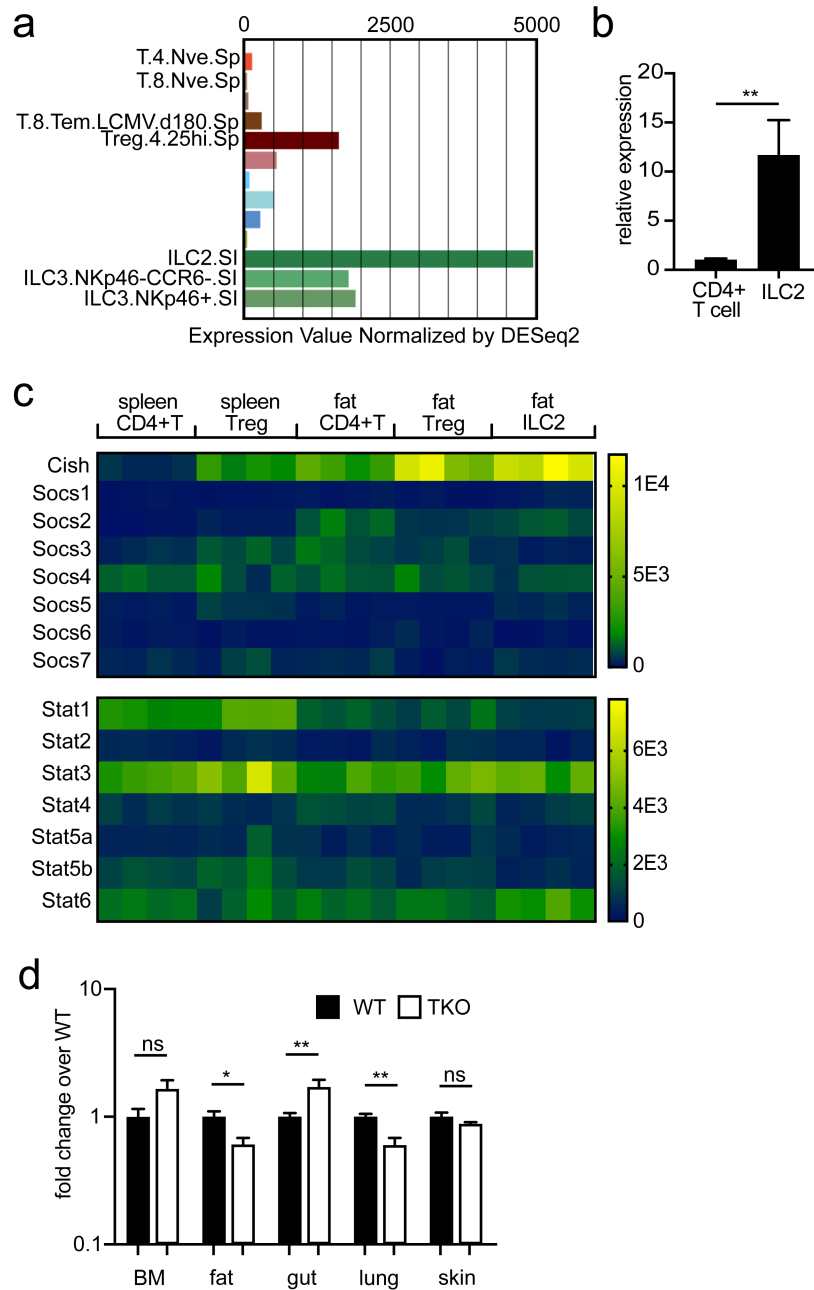 a
0 2500 5000
T.4.Nve.Sp
T.8.Nve.Sp
T.8.Tem.LCMV.d180.Sp
Treg.4.25hi.Sp
ILC2.SI
ILC3.NKp46-CCR6-.SI
ILC3.NKp46+.SI
Expression Value Normalized by DESeq2
b
relative expression
20
15
10
5
0
**
CD4+
T cell
ILC2
c
spleen
CD4+T
spleen
Treg
fat
CD4+T
fat
Treg
fat
ILC2
Cish
Socs1
Socs2
Socs3
Socs4
Socs5
Socs6
Socs7
1E4
5E3
0
Stat1
Stat2
Stat3
Stat4
Stat5a
Stat5b
Stat6
6E3
4E3
2E3
0
d
fold change over WT
10
1
0.1
WT TKO
ns
*
**
**
ns
BM fat gut lung skin